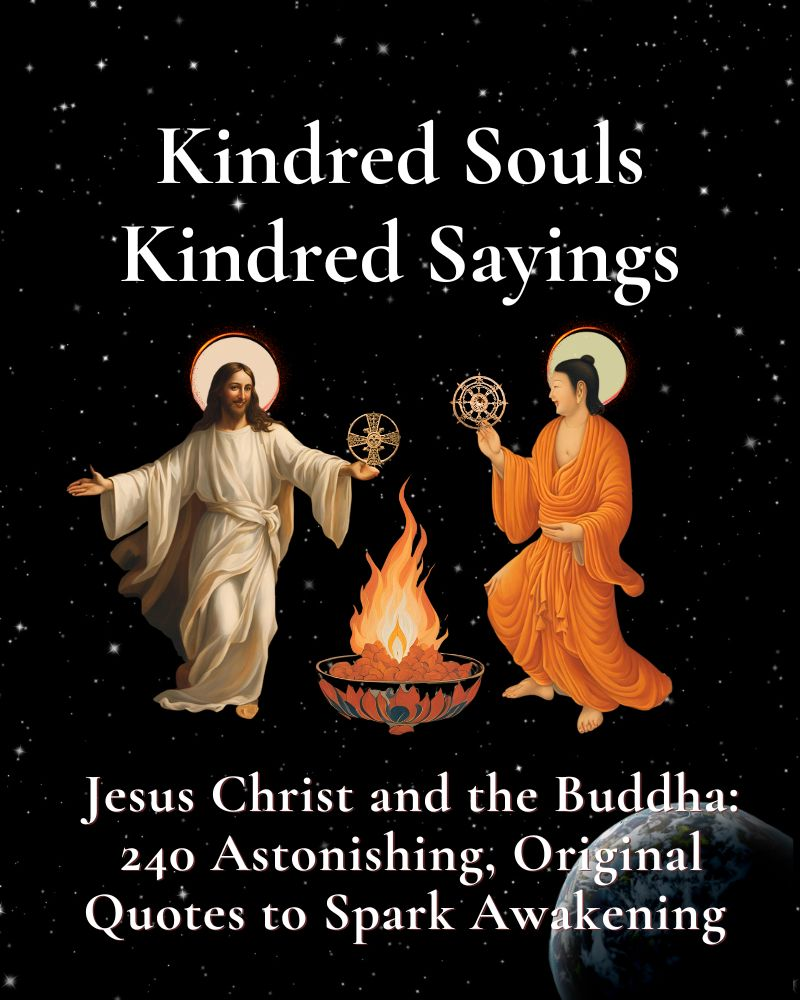 Kindred Souls
Kindred Sayings
Jesus Christ and the Buddha:
240 Astonishing, Original
Quotes to Spark Awakening